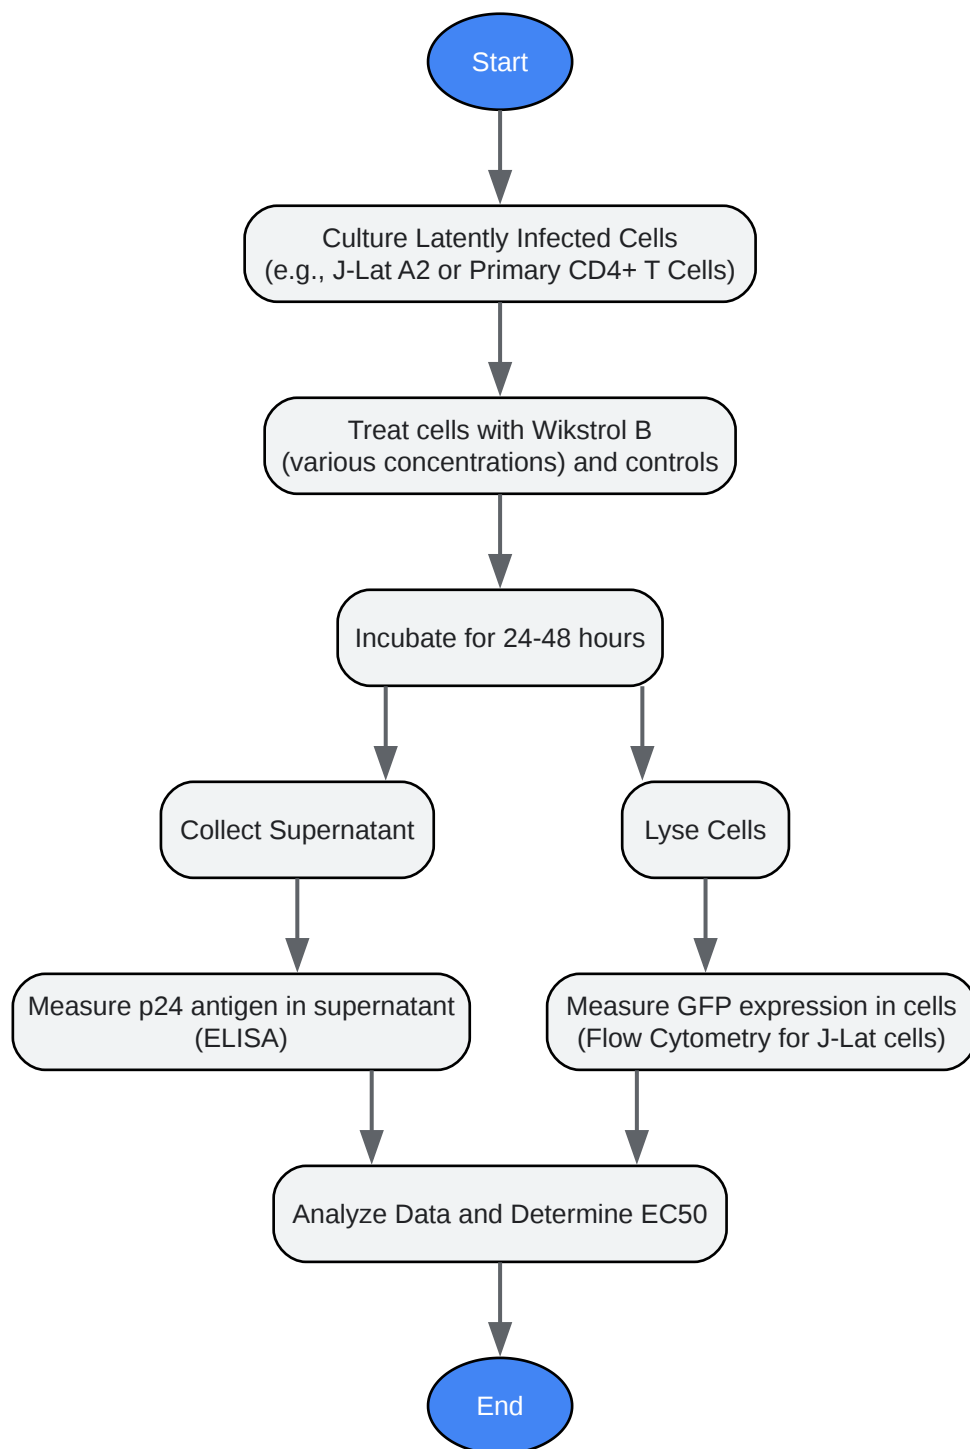 Start
Culture Latently Infected Cells
(e.g., J-Lat A2 or Primary CD4+ T Cells)
Treat cells with Wikstrol B
(various concentrations) and controls
Incubate for 24-48 hours
Collect Supernatant
Lyse Cells
Measure p24 antigen in supernatant
(ELISA)
Measure GFP expression in cells
(Flow Cytometry for J-Lat cells)
Analyze Data and Determine EC50
End